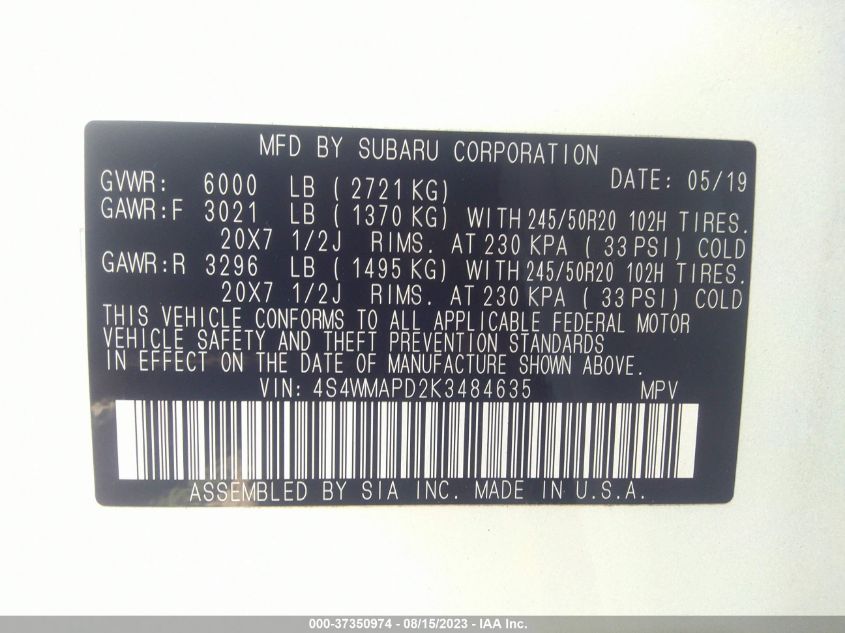 MFD BY SUBARU CORPORATION
GVWR: 6000 LB ( 2721 KG) DATE: 05/19
GAWR:F 3021 LB ( 1370 KG) WITH 245/50R20 102H TIRES.
20X7 1/2J RIMS. AT 230 KPA ( 33 PSI) COLD
GAWR:R 3296 LB ( 1495 KG) WITH 245/50R20 102H TIRES.
20X7 1/2J RIMS. AT 230 KPA ( 33 PSI) COLD
THIS VEHICLE CONFORMS TO ALL APPLICABLE FEDERAL MOTOR
VEHICLE SAFETY AND THEFT PREVENTION STANDARDS
IN EFFECT ON THE DATE OF MANUFACTURE SHOWN ABOVE.
VIN: 4S4WMAPD2K3484635 MPV
ASSEMBLED BY SIA INC. MADE IN U.S.A.
000-37350974 - 08/15/2023 - IAA Inc.